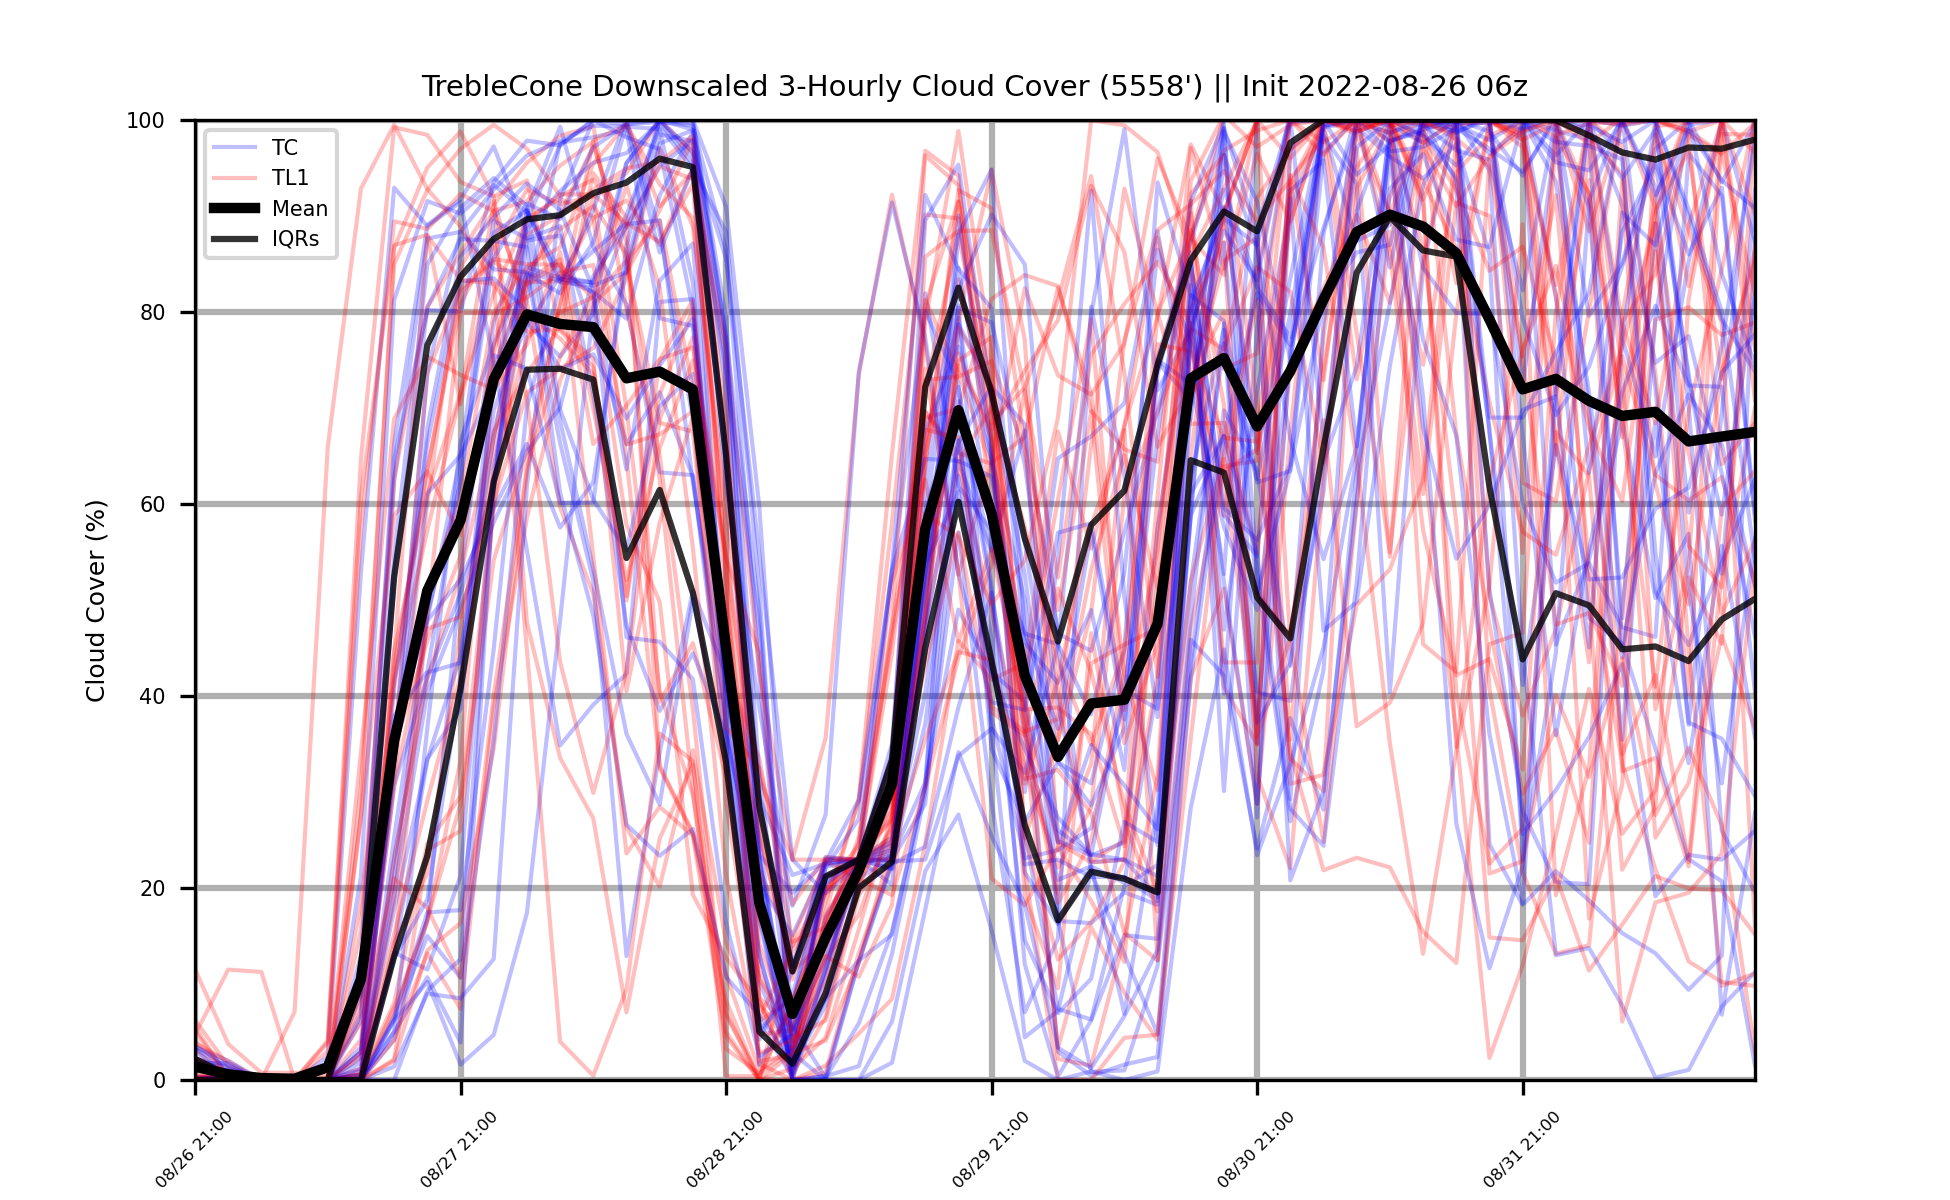 TrebleCone Downscaled 3-Hourly Cloud Cover (5558') || Init 2022-08-26 06z
100
80
60
40
20
0
Cloud Cover (%)
TC
TL1
Mean
IQRs
08/26 21:00
08/27 21:00
08/28 21:00
08/29 21:00
08/30 21:00
08/31 21:00